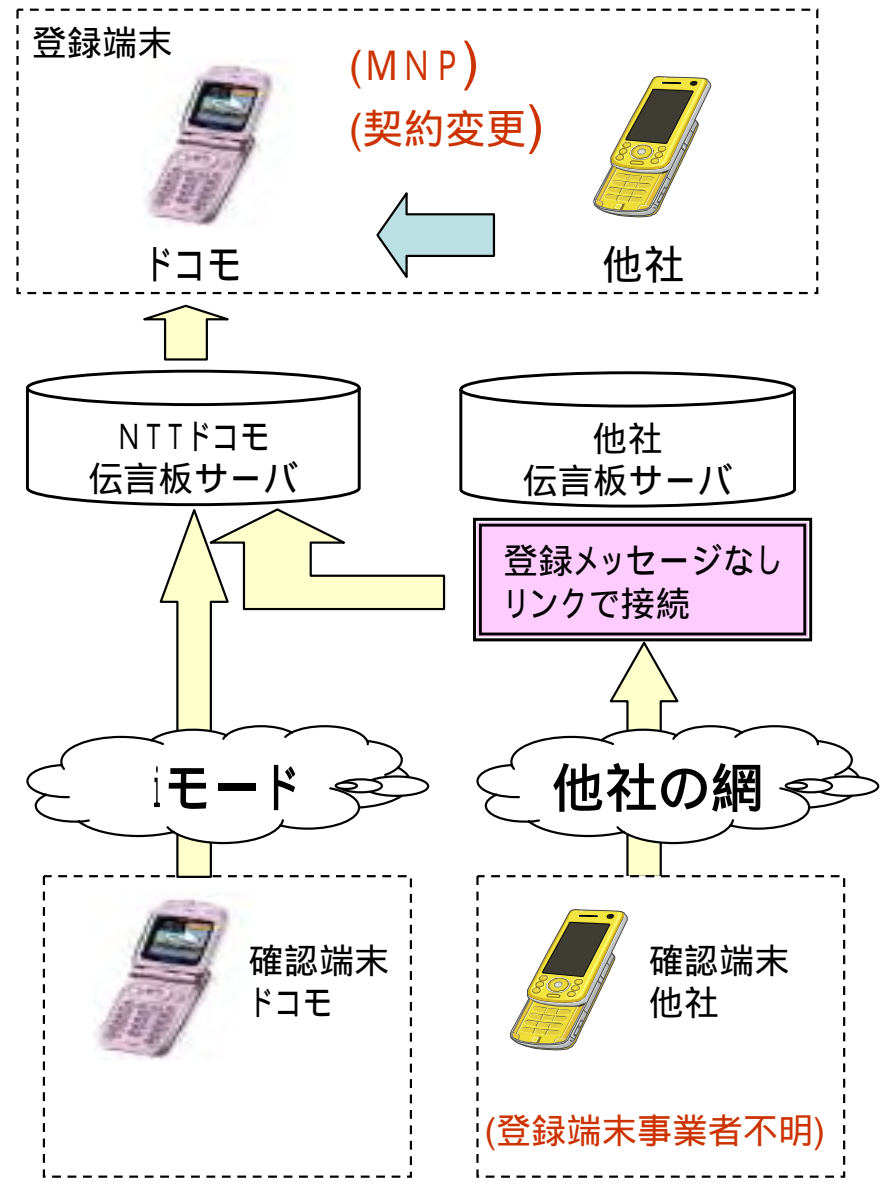 登録端末
(MNP)
(契約変更)
ドコモ
他社
NTTドコモ
伝言板サーバ
他社
伝言板サーバ
登録メッセージなし
リンクで接続
iモード
他社の網
確認端末
ドコモ
確認端末
他社
(登録端末事業者不明)